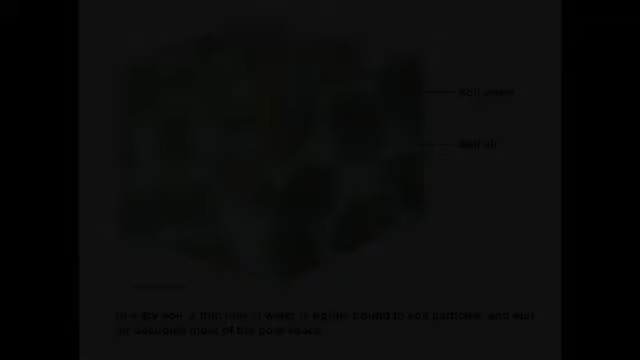 soil water
soil air
In a dry soil, a thin film of water is tightly bound to soil particles, and soil
air occupies most of the pore space.